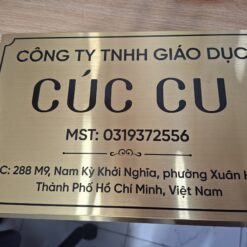 CÔNG TY TNHH GIÁO DỤC
CÚC CU
MST: 0319372556
C: 288 M9, Nam Kỳ Khởi Nghĩa, phường Xuân H
Thành Phố Hồ Chí Minh, Việt Nam